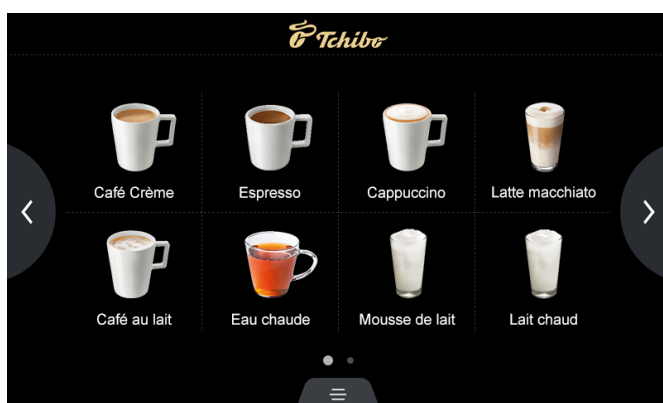 Tchibo
Café Crème
Espresso
Cappuccino
Latte macchiato
Café au lait
Eau chaude
Mousse de lait
Lait chaud